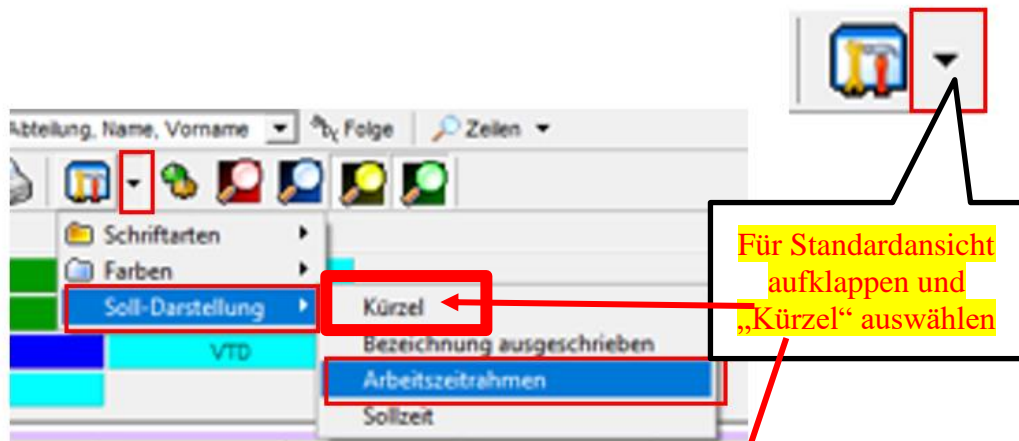 Abteilung, Name, Vorname
Folge
Zeilen
Schriftarten
Farben
Soll-Darstellung
Kürzel
VTD
Bezeichnung ausgeschrieben
Arbeitszeitrahmen
Sollzeit
Für Standardansicht
aufklappen und
„Kürzel“ auswählen